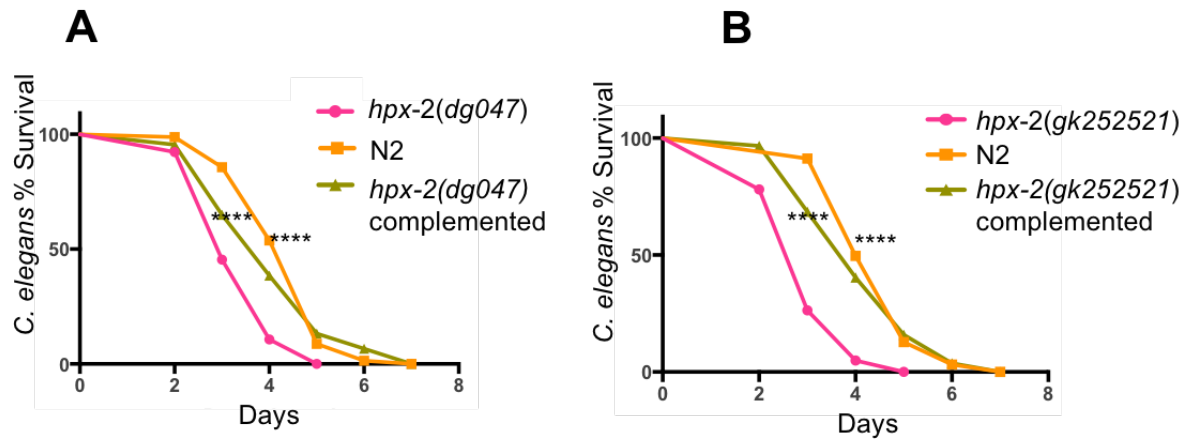 A
C. elegans % Survival
100
50
0
0 2 4 6 8
Days
hpx-2(dg047)
N2
hpx-2(dg047)
complemented
****
****
B
C. elegans % Survival
100
50
0
0 2 4 6 8
Days
hpx-2(gk252521)
N2
hpx-2(gk252521)
complemented
****
****